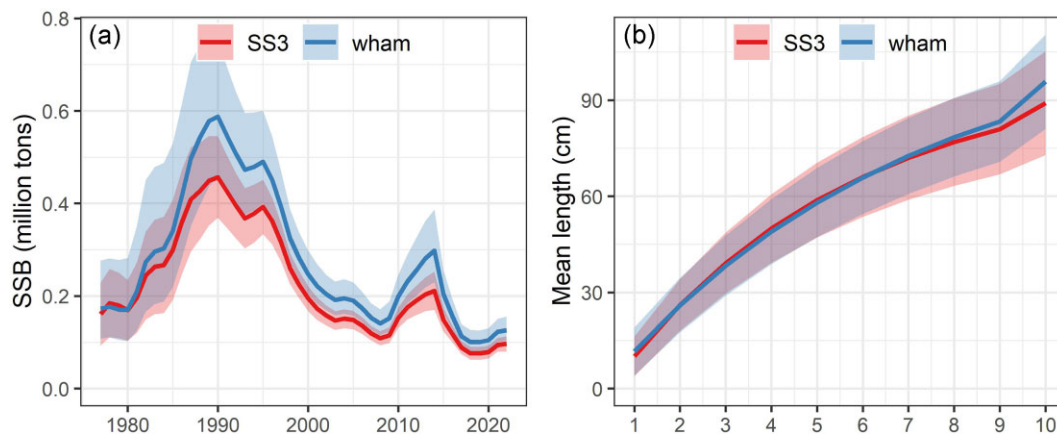 (a)
SS3
wham
SSB (million tons)
0.8
0.6
0.4
0.2
0.0
1980 1990 2000 2010 2020
(b)
SS3
wham
Mean length (cm)
90
60
30
0
1 2 3 4 5 6 7 8 9 10